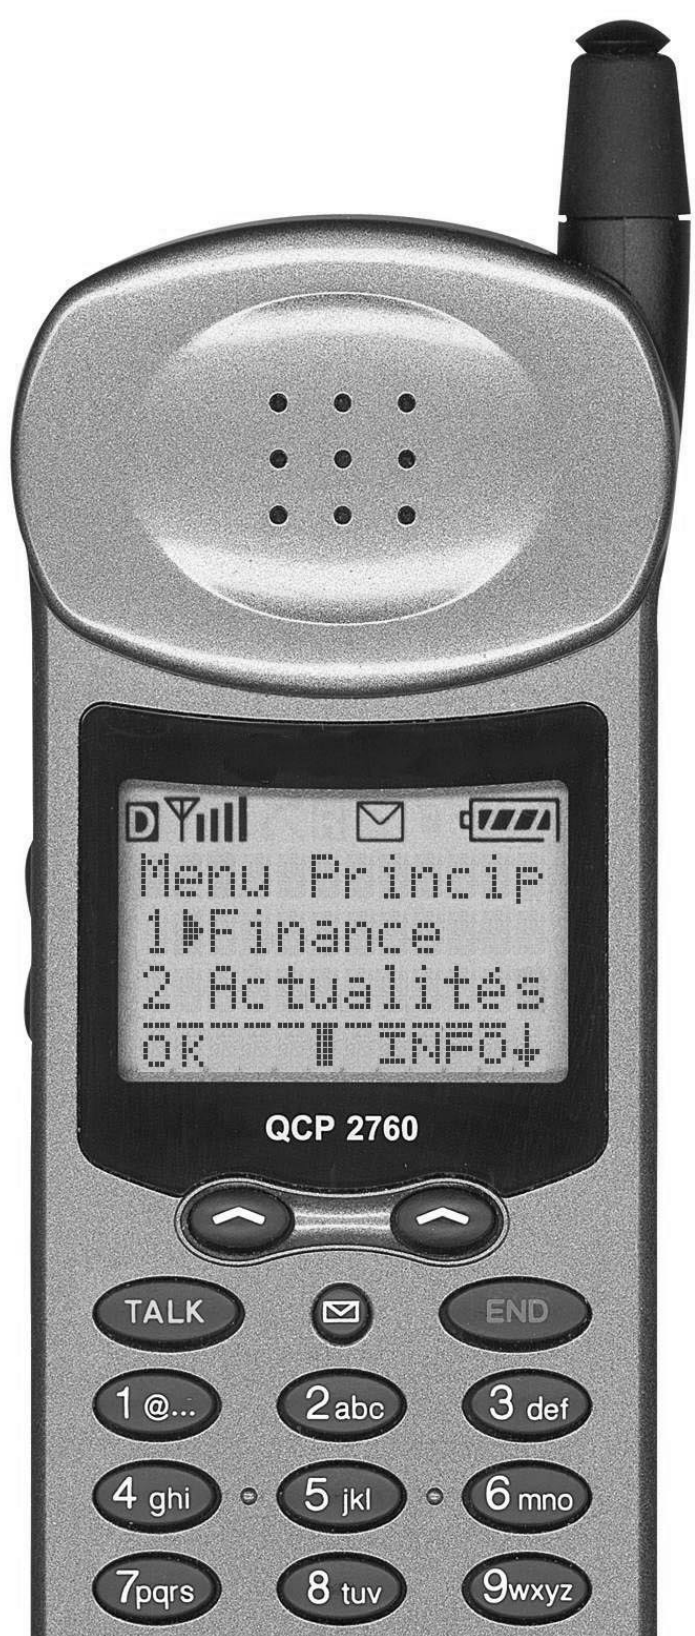 D
Menu Princip
1 Finance
2 Actualités
OK INFO
QCP 2760
TALK END
1 @... 2abc 3 def
4 ghi 5 jkl 6 mno
7pqrs 8 tuv 9wxyz